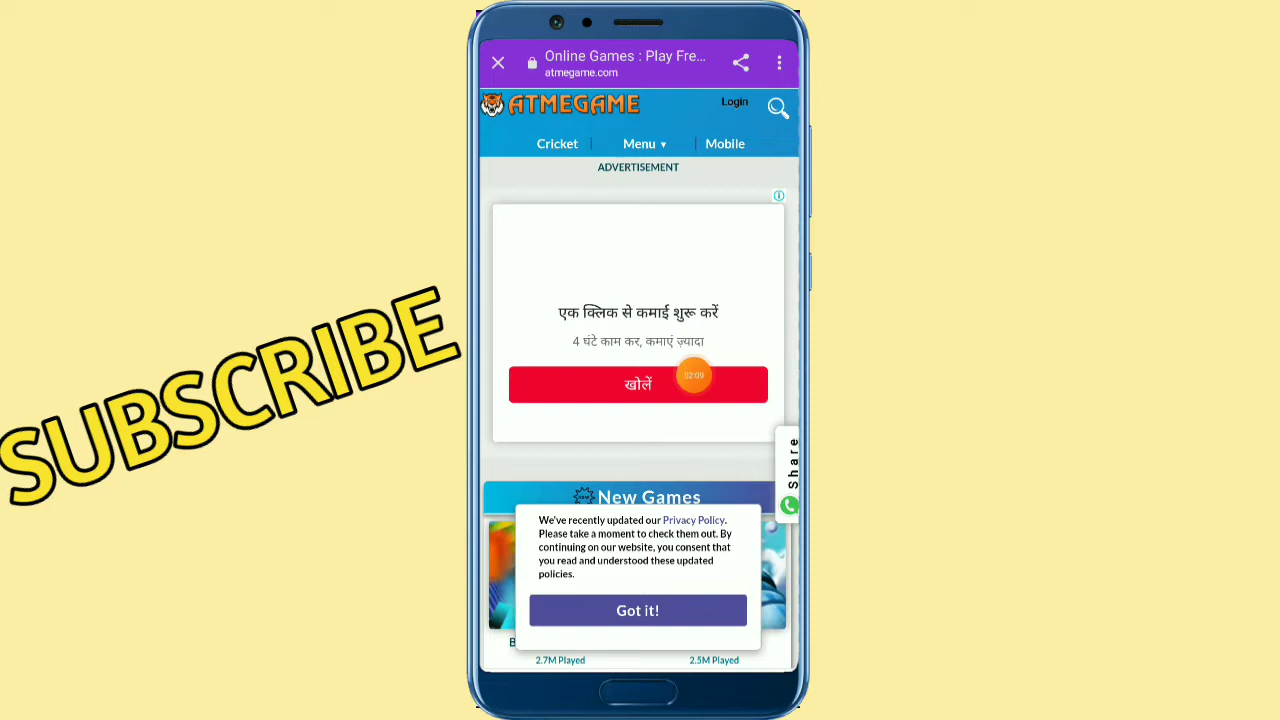 SUBSCRIBE
Online Games : Play Fre...
atmegame.com
ATMEGAME
Login
Cricket
Menu ▼
Mobile
ADVERTISEMENT
एक क्लिक से कमाई शुरू करें
4 घंटे काम कर, कमाएं ज़्यादा
खोलें
02:09
Share
New Games
We've recently updated our Privacy Policy.
Please take a moment to check them out. By
continuing on our website, you consent that
you read and understood these updated
policies.
Got it!
2.7M Played
2.5M Played